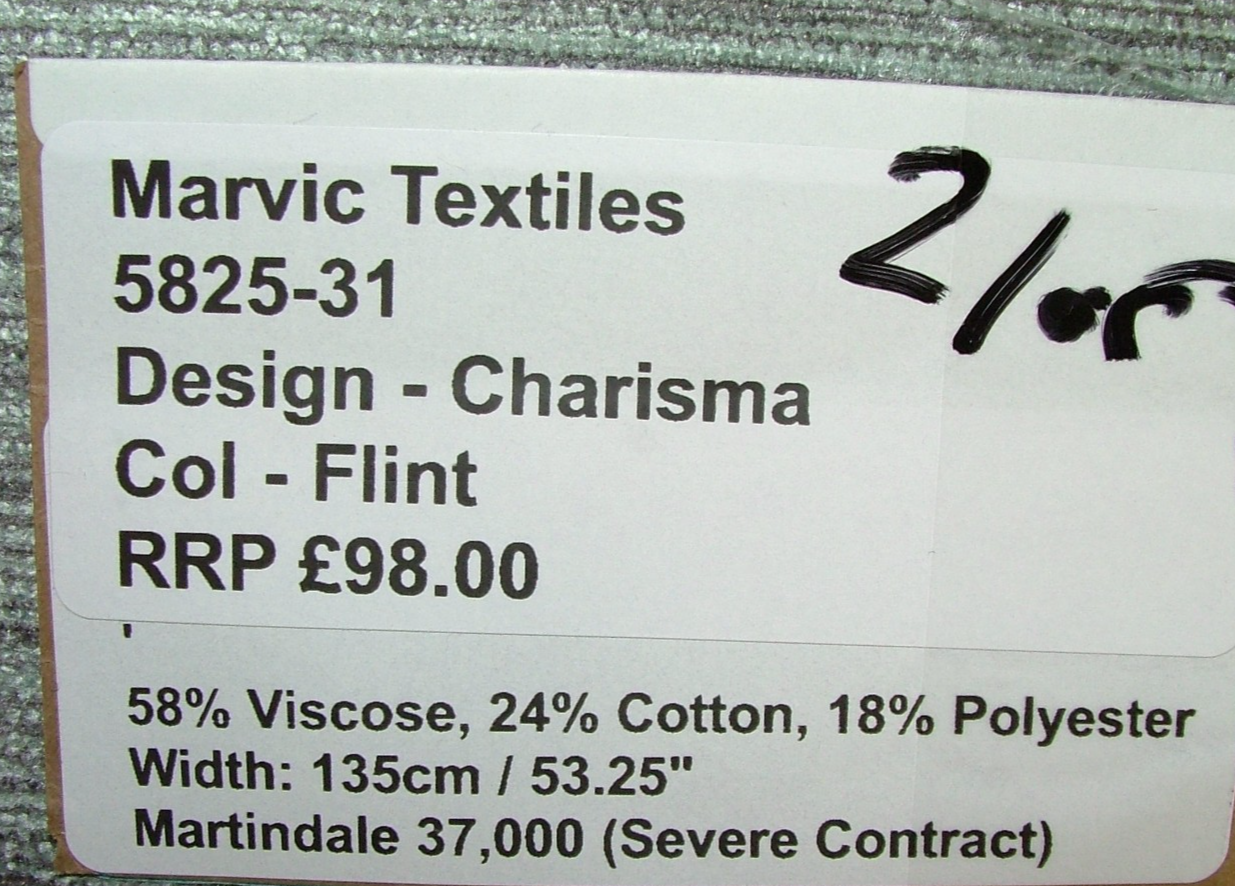 Marvic Textiles
5825-31
Design - Charisma
Col - Flint
RRP £98.00
58% Viscose, 24% Cotton, 18% Polyester
Width: 135cm / 53.25"
Martindale 37,000 (Severe Contract)